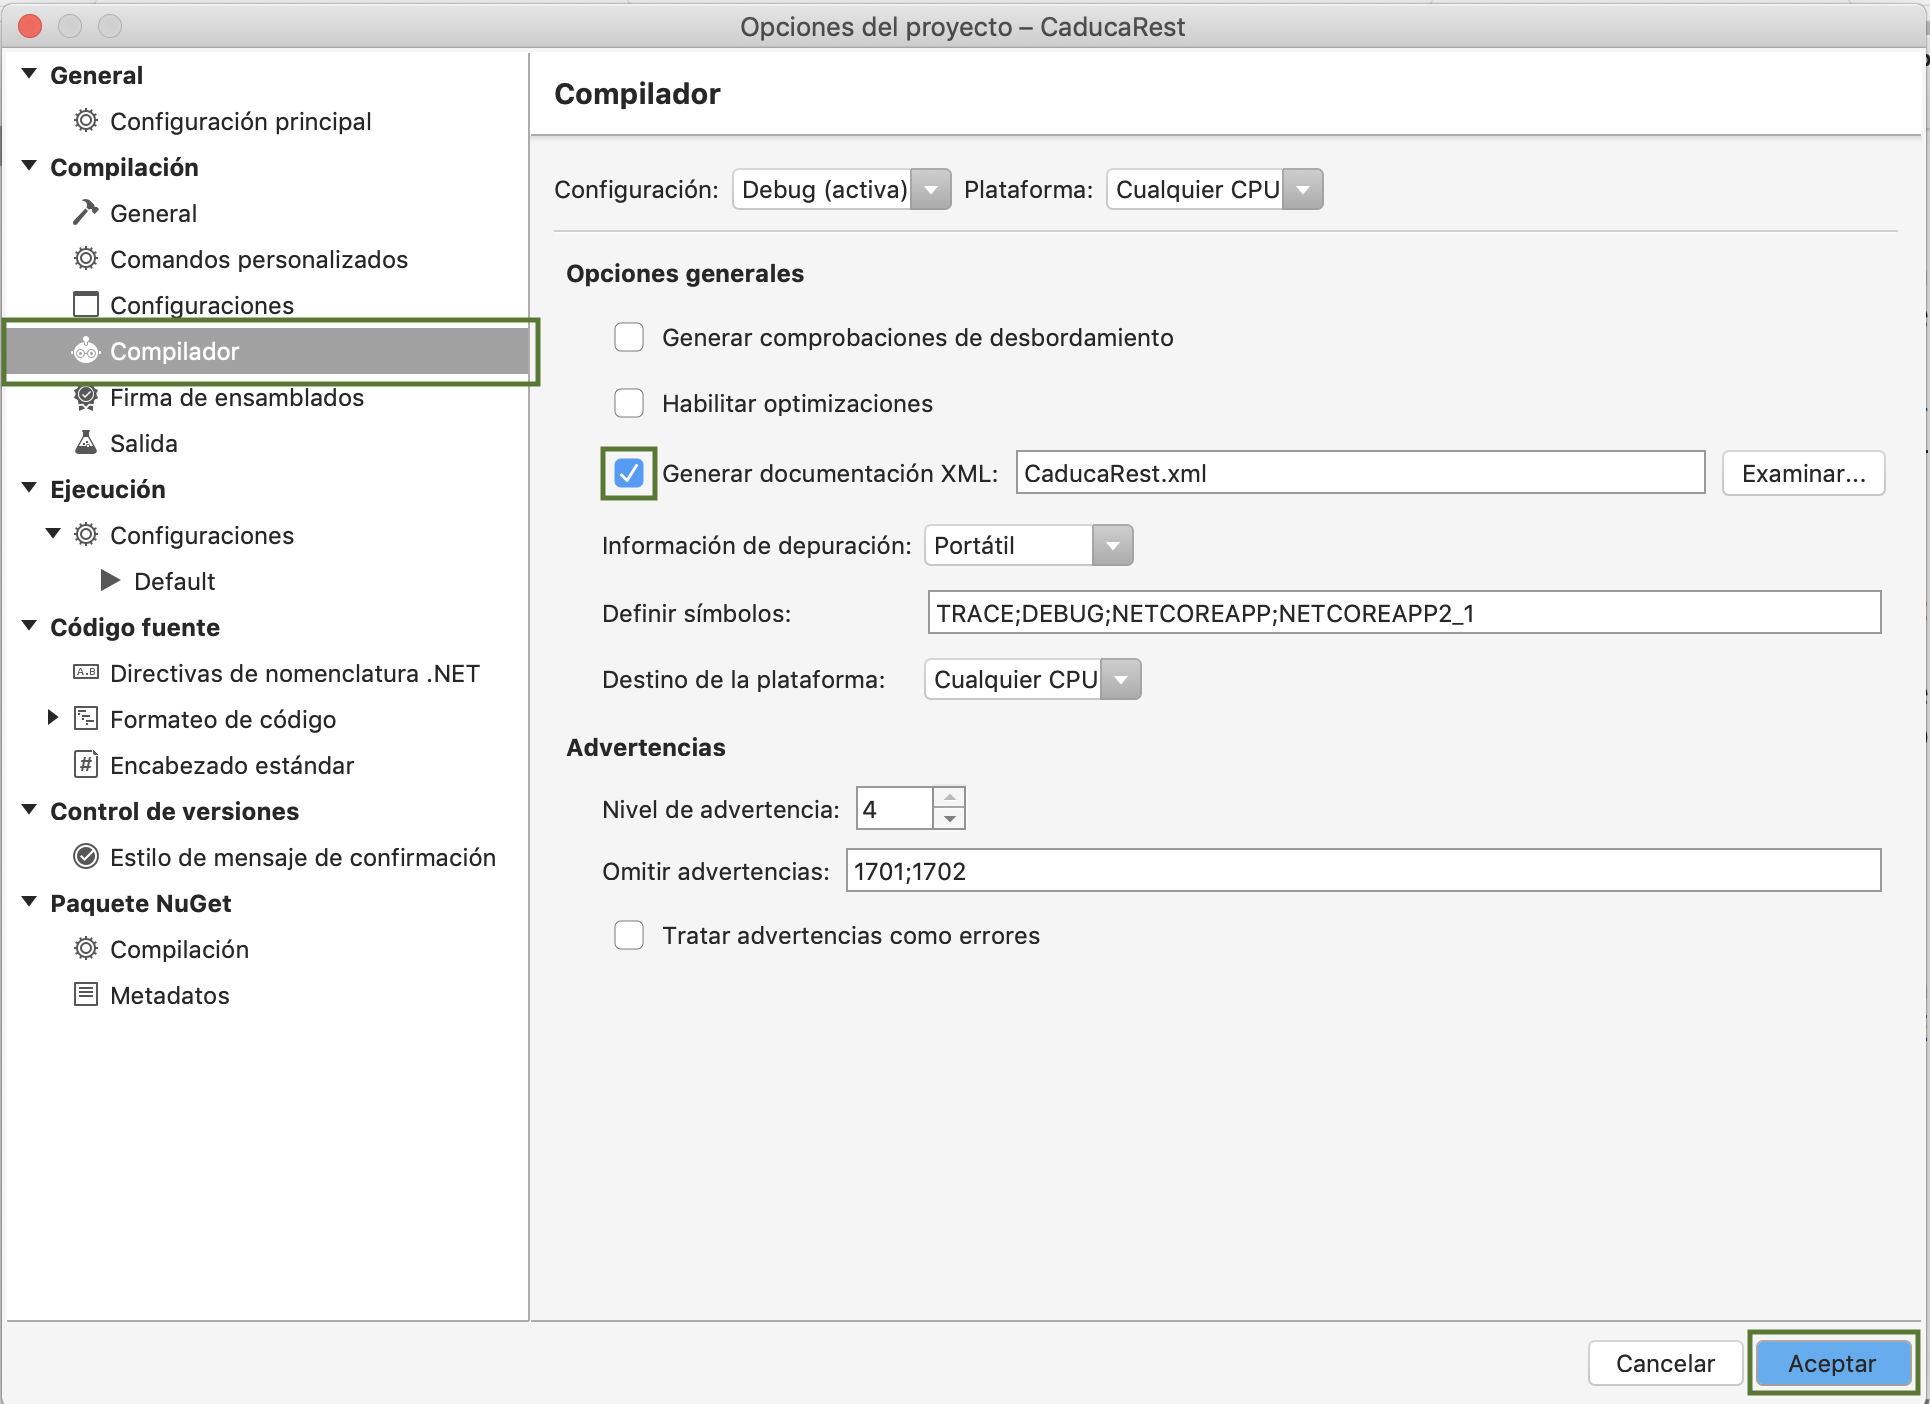 Opciones del proyecto – CaducaRest
General
Configuración principal
Compilación
General
Comandos personalizados
Configuraciones
Compilador
Firma de ensamblados
Salida
Ejecución
Configuraciones
Default
Código fuente
Directivas de nomenclatura .NET
Formateo de código
Encabezado estándar
Control de versiones
Estilo de mensaje de confirmación
Paquete NuGet
Compilación
Metadatos
Compilador
Configuración: Debug (activa) Plataforma: Cualquier CPU
Opciones generales
Generar comprobaciones de desbordamiento
Habilitar optimizaciones
Generar documentación XML: CaducaRest.xml Examinar...
Información de depuración: Portátil
Definir símbolos: TRACE;DEBUG;NETCOREAPP;NETCOREAPP2_1
Destino de la plataforma: Cualquier CPU
Advertencias
Nivel de advertencia: 4
Omitir advertencias: 1701;1702
Tratar advertencias como errores
Cancelar Aceptar